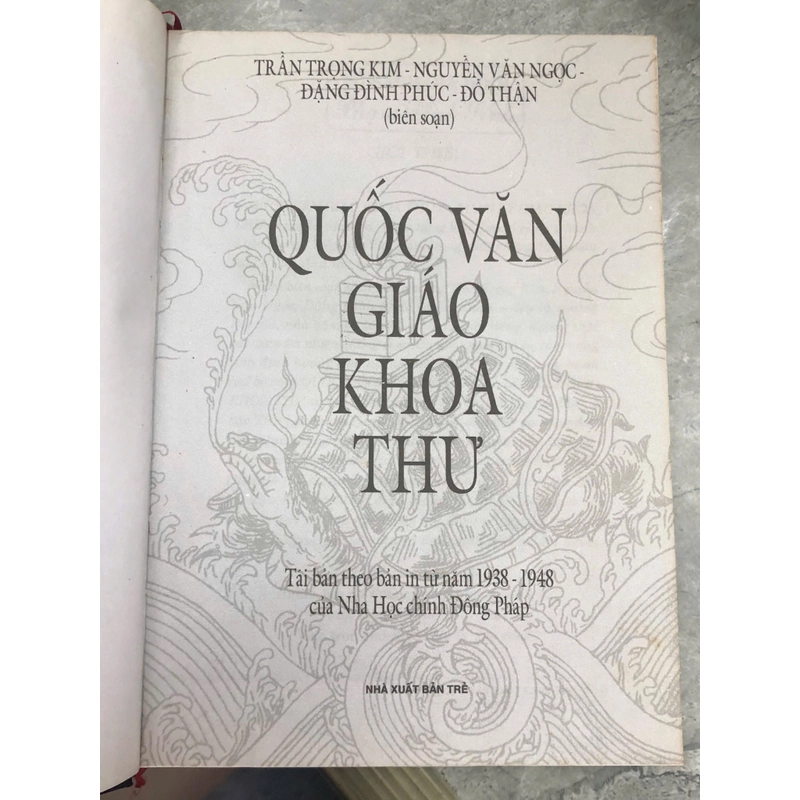 TRẦN TRỌNG KIM - NGUYỄN VĂN NGỌC -
ĐẶNG ĐÌNH PHÚC - ĐỖ THẬN
(biên soạn)
QUỐC VĂN
GIÁO
KHOA
THƯ
Tái bản theo bản in từ năm 1938 - 1948
của Nha Học chính Đông Pháp
NHÀ XUẤT BẢN TRẺ